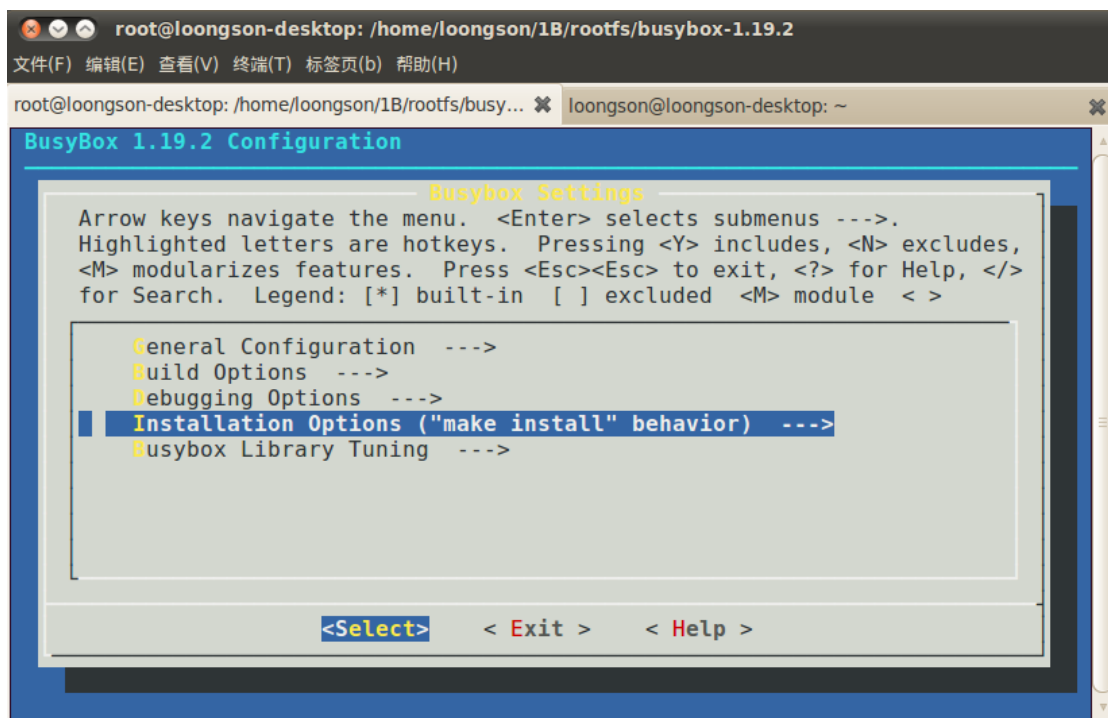 root@loongson-desktop: /home/loongson/1B/rootfs/busybox-1.19.2
文件(F) 编辑(E) 查看(V) 终端(T) 标签页(b) 帮助(H)
root@loongson-desktop: /home/loongson/1B/rootfs/busy... loongson@loongson-desktop: ~
BusyBox 1.19.2 Configuration
Busybox Settings
Arrow keys navigate the menu. <Enter> selects submenus --->.
Highlighted letters are hotkeys. Pressing <Y> includes, <N> excludes,
<M> modularizes features. Press <Esc><Esc> to exit, <?> for Help, </>
for Search. Legend: [*] built-in [ ] excluded <M> module < >
General Configuration --->
Build Options --->
Debugging Options --->
Installation Options ("make install" behavior) --->
Busybox Library Tuning --->
<Select> < Exit > < Help >